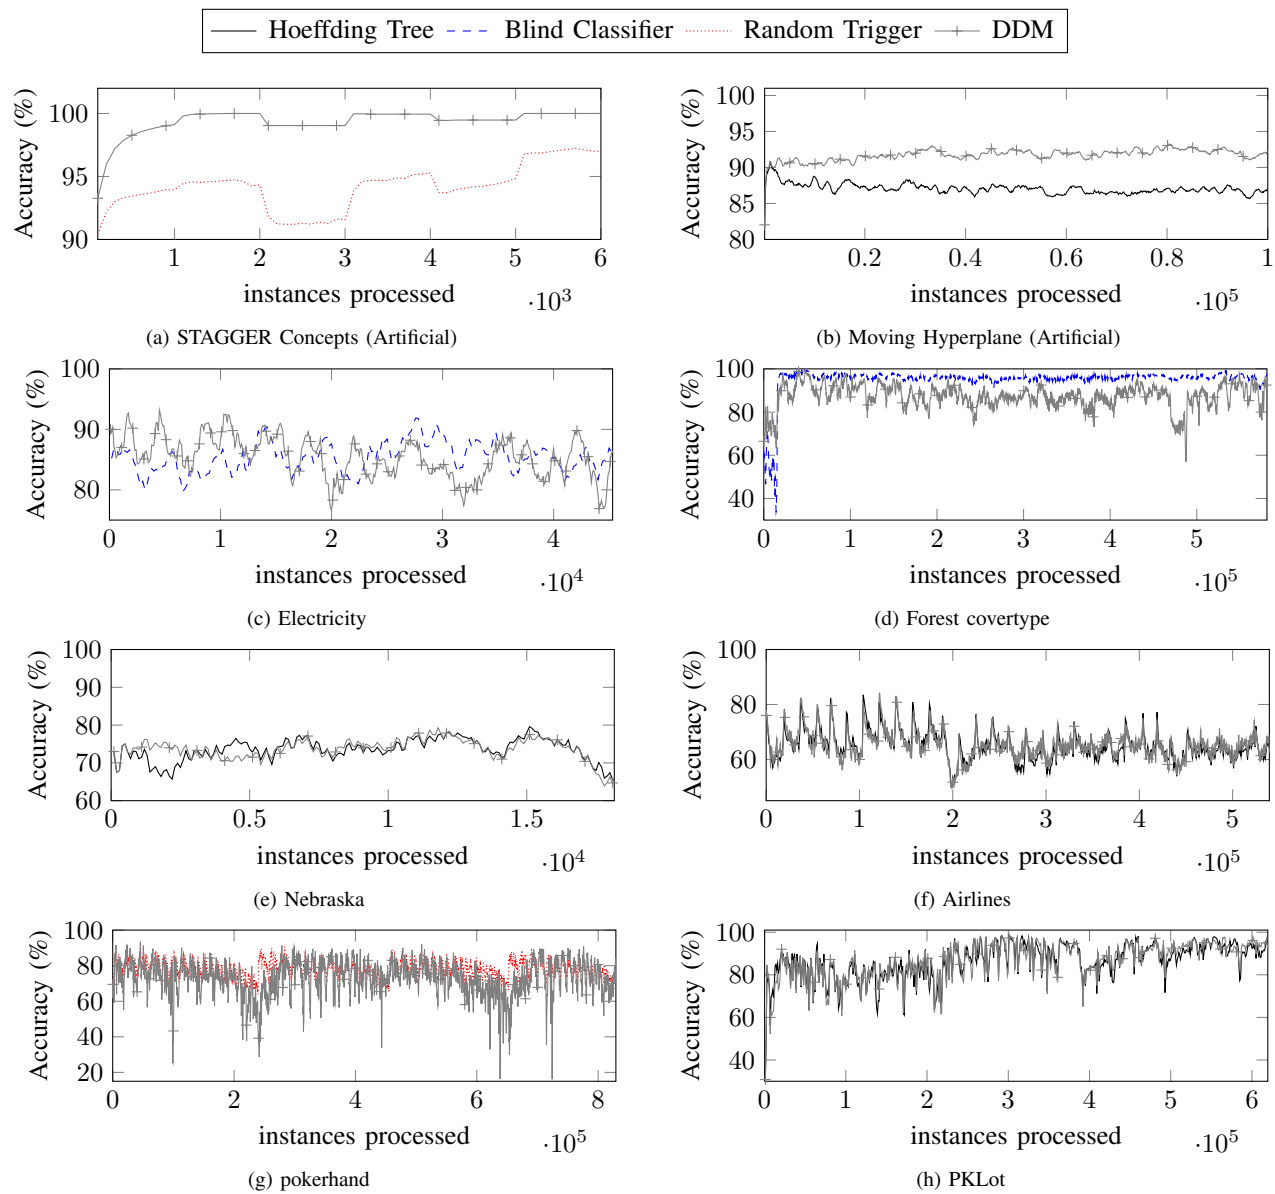 Hoeffding Tree Blind Classifier Random Trigger DDM
100
95
90
Accuracy (%)
1 2 3 4 5 6
instances processed
·10³
(a) STAGGER Concepts (Artificial)
100
95
90
85
80
Accuracy (%)
0.2 0.4 0.6 0.8 1
instances processed
·10⁵
(b) Moving Hyperplane (Artificial)
100
90
80
Accuracy (%)
0 1 2 3 4
instances processed
·10⁴
(c) Electricity
100
80
60
40
Accuracy (%)
0 1 2 3 4 5
instances processed
·10⁵
(d) Forest covertype
100
90
80
70
60
Accuracy (%)
0 0.5 1 1.5
instances processed
·10⁴
(e) Nebraska
100
80
60
Accuracy (%)
0 1 2 3 4 5
instances processed
·10⁵
(f) Airlines
100
80
60
40
20
Accuracy (%)
0 2 4 6 8
instances processed
·10⁵
(g) pokerhand
100
80
60
40
Accuracy (%)
0 1 2 3 4 5 6
instances processed
·10⁵
(h) PKLot